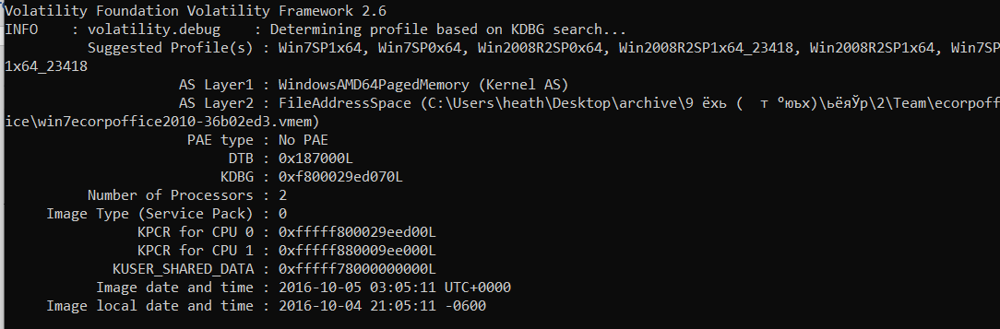 Volatility Foundation Volatility Framework 2.6
INFO    : volatility.debug    : Determining profile based on KDBG search...
          Suggested Profile(s) : Win7SP1x64, Win7SP0x64, Win2008R2SP0x64, Win2008R2SP1x64_23418, Win2008R2SP1x64, Win7SP
1x64_23418
                     AS Layer1 : WindowsAMD64PagedMemory (Kernel AS)
                     AS Layer2 : FileAddressSpace (C:\Users\heath\Desktop\archive\9 ёхь (  т ºюъх)\ьёяЎр\2\Team\ecorpoff
ice\win7ecorpoffice2010-36b02ed3.vmem)
                      PAE type : No PAE
                           DTB : 0x187000L
                          KDBG : 0xf800029ed070L
          Number of Processors : 2
     Image Type (Service Pack) : 0
                KPCR for CPU 0 : 0xfffff800029eed00L
                KPCR for CPU 1 : 0xfffff880009ee000L
             KUSER_SHARED_DATA : 0xfffff78000000000L
           Image date and time : 2016-10-05 03:05:11 UTC+0000
     Image local date and time : 2016-10-04 21:05:11 -0600